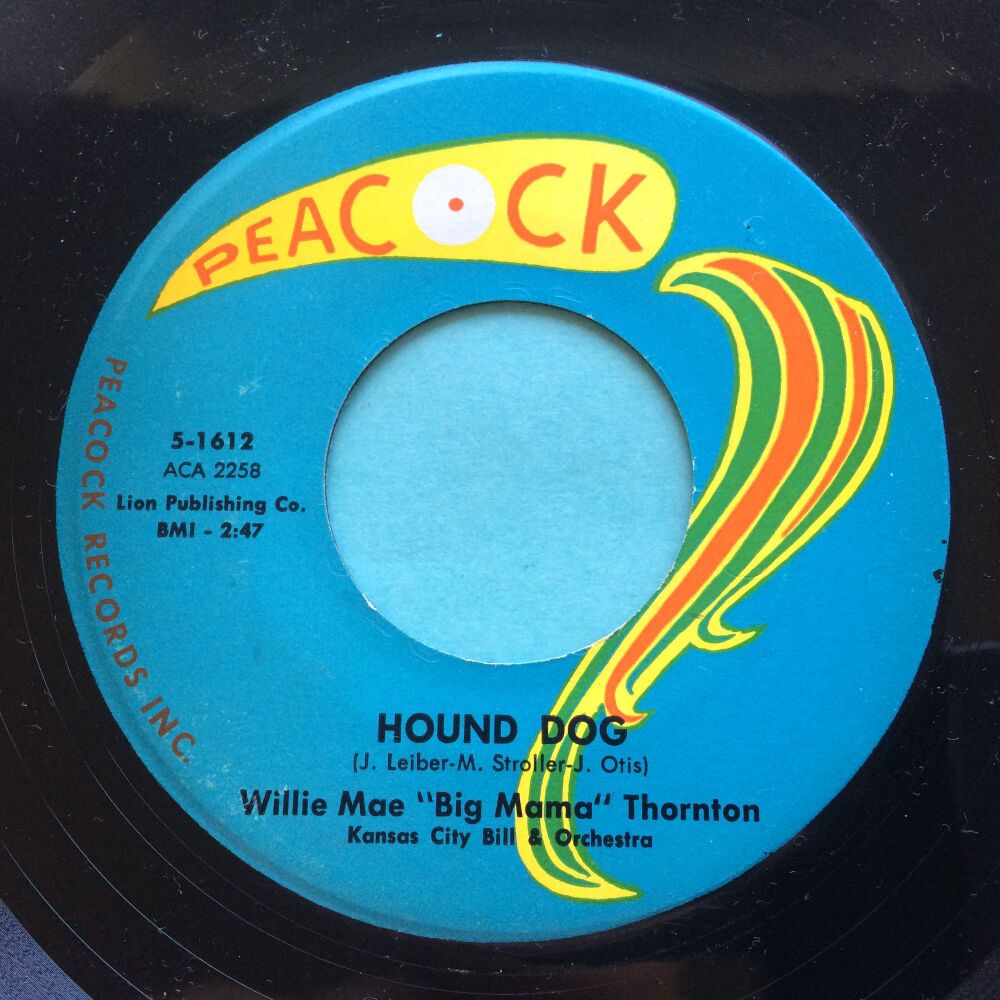 PEACOCK
PEACOCK RECORDS INC.
5-1612
ACA 2258
Lion Publishing Co.
BMI - 2:47
HOUND DOG
(J. Leiber-M. Stroller-J. Otis)
Willie Mae "Big Mama" Thornton
Kansas City Bill & Orchestra